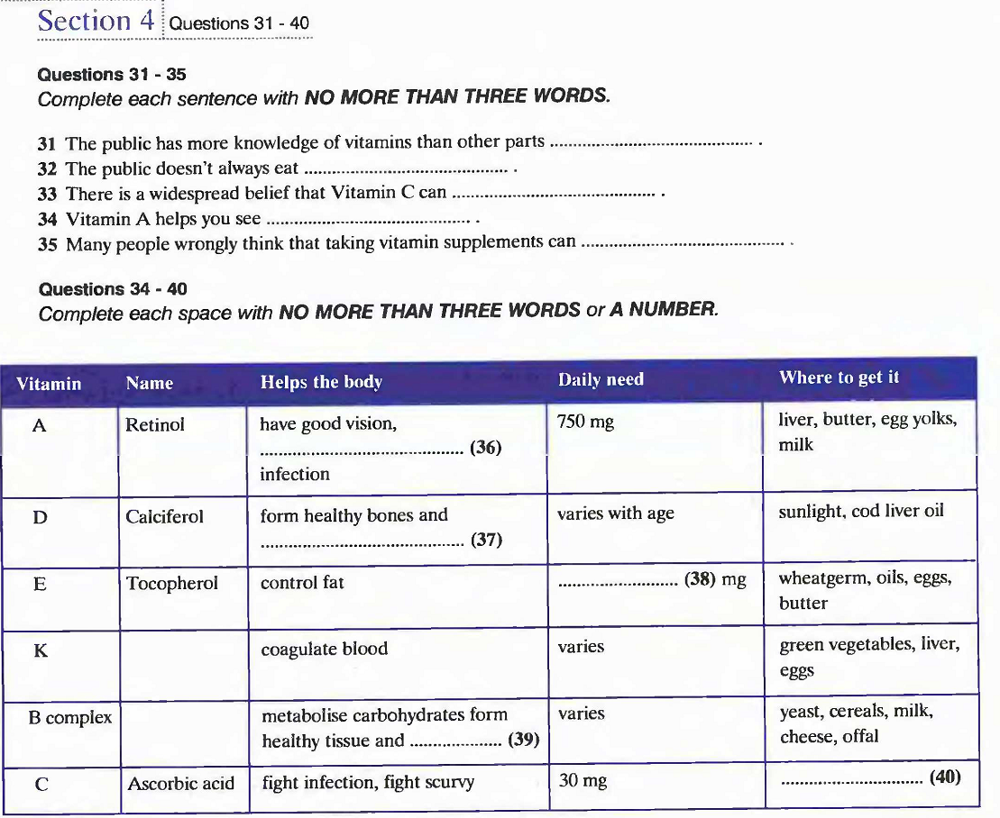 Section 4 Questions 31 - 40
Questions 31 - 35
Complete each sentence with NO MORE THAN THREE WORDS.
31 The public has more knowledge of vitamins than other parts ............................................ .
32 The public doesn't always eat ............................................ .
33 There is a widespread belief that Vitamin C can ............................................ .
34 Vitamin A helps you see ............................................ .
35 Many people wrongly think that taking vitamin supplements can ............................................ .
Questions 34 - 40
Complete each space with NO MORE THAN THREE WORDS or A NUMBER.
Vitamin Name Helps the body Daily need Where to get it
A Retinol have good vision, 750 mg liver, butter, egg yolks,
............................................ (36) milk
infection
D Calciferol form healthy bones and varies with age sunlight, cod liver oil
............................................ (37)
E Tocopherol control fat .......................... (38) mg wheatgerm, oils, eggs,
butter
K coagulate blood varies green vegetables, liver,
eggs
B complex metabolise carbohydrates form varies yeast, cereals, milk,
healthy tissue and .................... (39) cheese, offal
C Ascorbic acid fight infection, fight scurvy 30 mg ............................... (40)